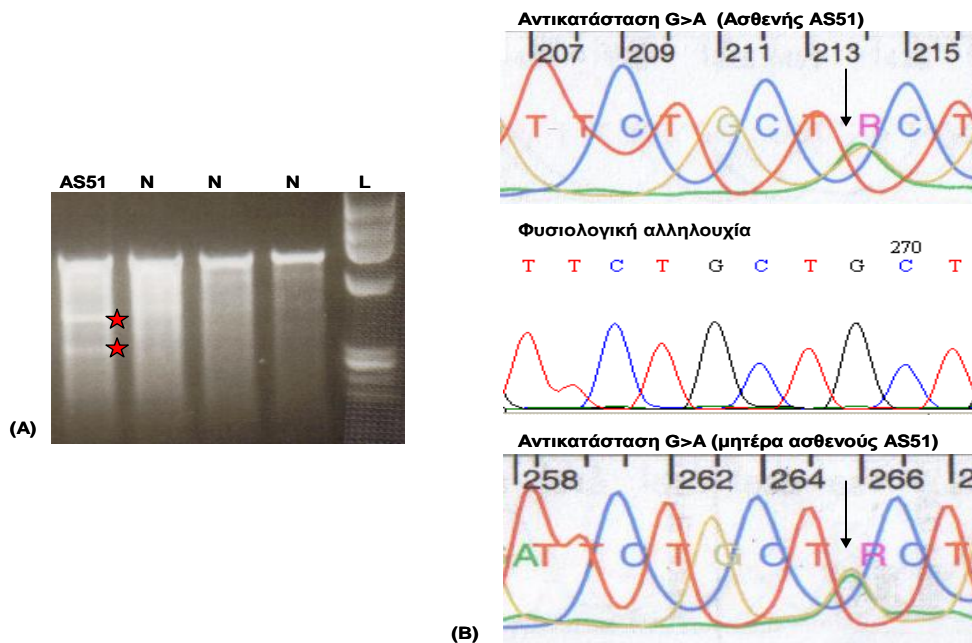 AS51 N N N L
(A)
Αντικατάσταση G>A (Ασθενής AS51)
207 209 211 213 215
T T C T G C T R C T
Φυσιολογική αλληλουχία
270
T T C T G C T G C T
Αντικατάσταση G>A (μητέρα ασθενούς AS51)
258 262 264 266 2
A T T C T G C T R C T
(B)